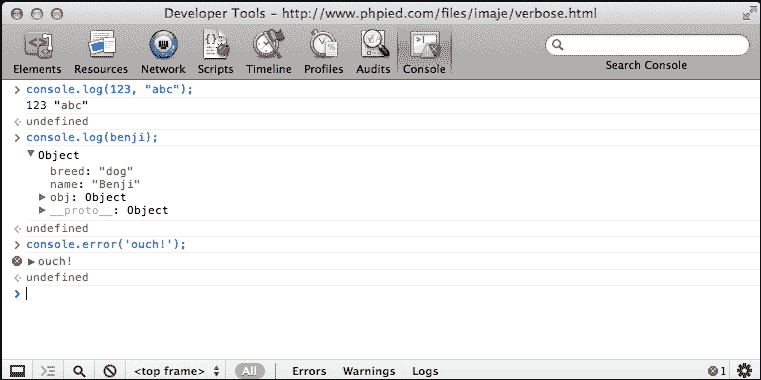 Developer Tools - http://www.phpied.com/files/imaje/verbose.html
Elements Resources Network Scripts Timeline Profiles Audits Console Search Console
console.log(123, "abc");
123 "abc"
undefined
console.log(benji);
Object
breed: "dog"
name: "Benji"
obj: Object
__proto__: Object
undefined
console.error('ouch!');
ouch!
undefined
<top frame> All Errors Warnings Logs 1